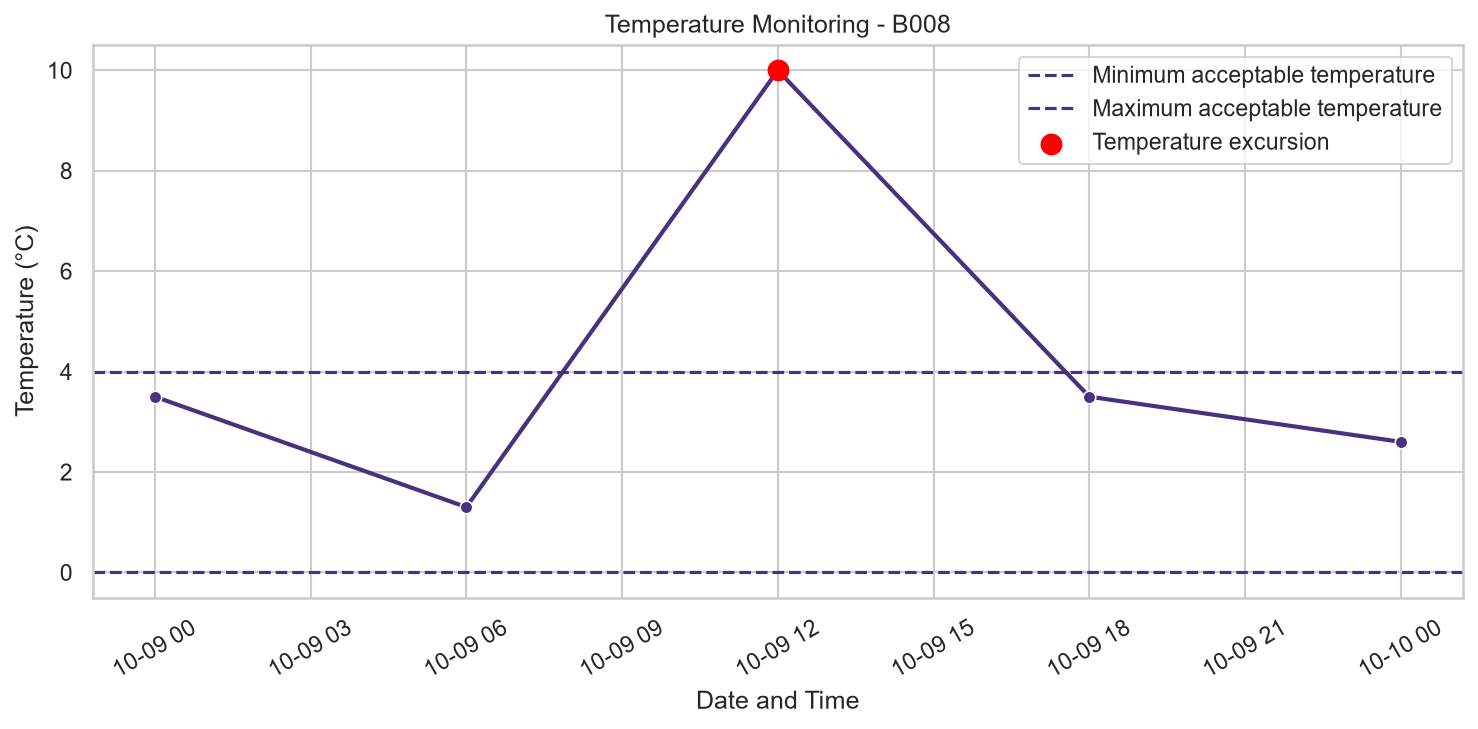 Temperature Monitoring - B008
Minimum acceptable temperature
Maximum acceptable temperature
Temperature excursion
Temperature (°C)
10
8
6
4
2
0
10-09 00
10-09 03
10-09 06
10-09 09
10-09 12
10-09 15
10-09 18
10-09 21
10-10 00
Date and Time